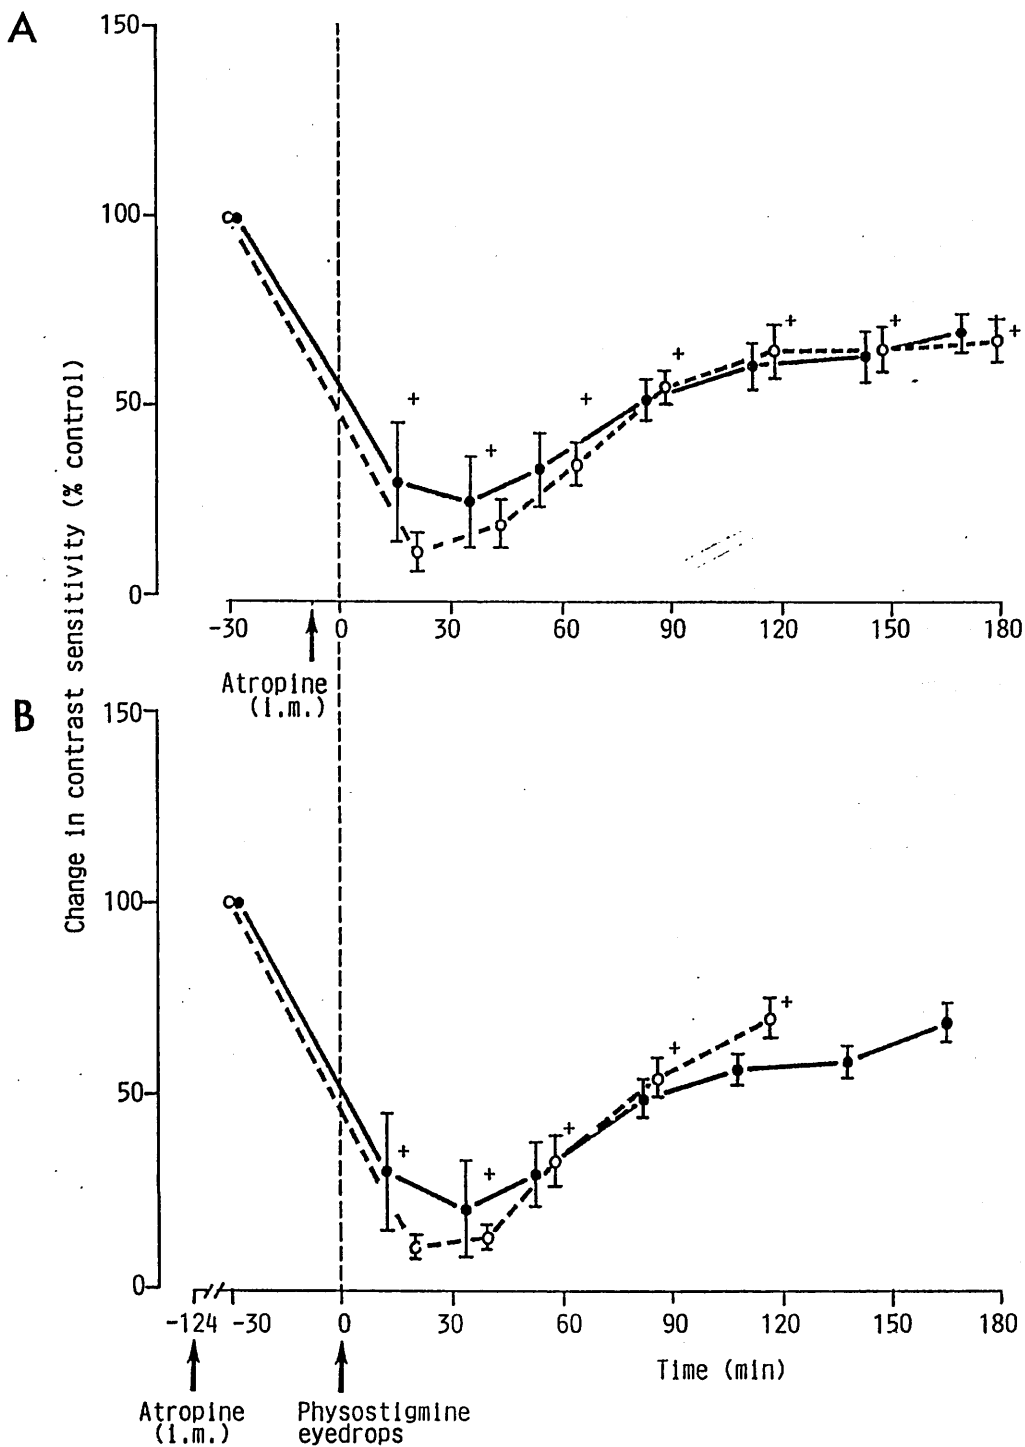 A
150
100
50
0
-30 0 30 60 90 120 150 180
Atropine
(i.m.)
Change in contrast sensitivity (% control)
B
150
100
50
0
-124 -30 0 30 60 90 120 150 180
Time (min)
Atropine
(i.m.)
Physostigmine
eyedrops